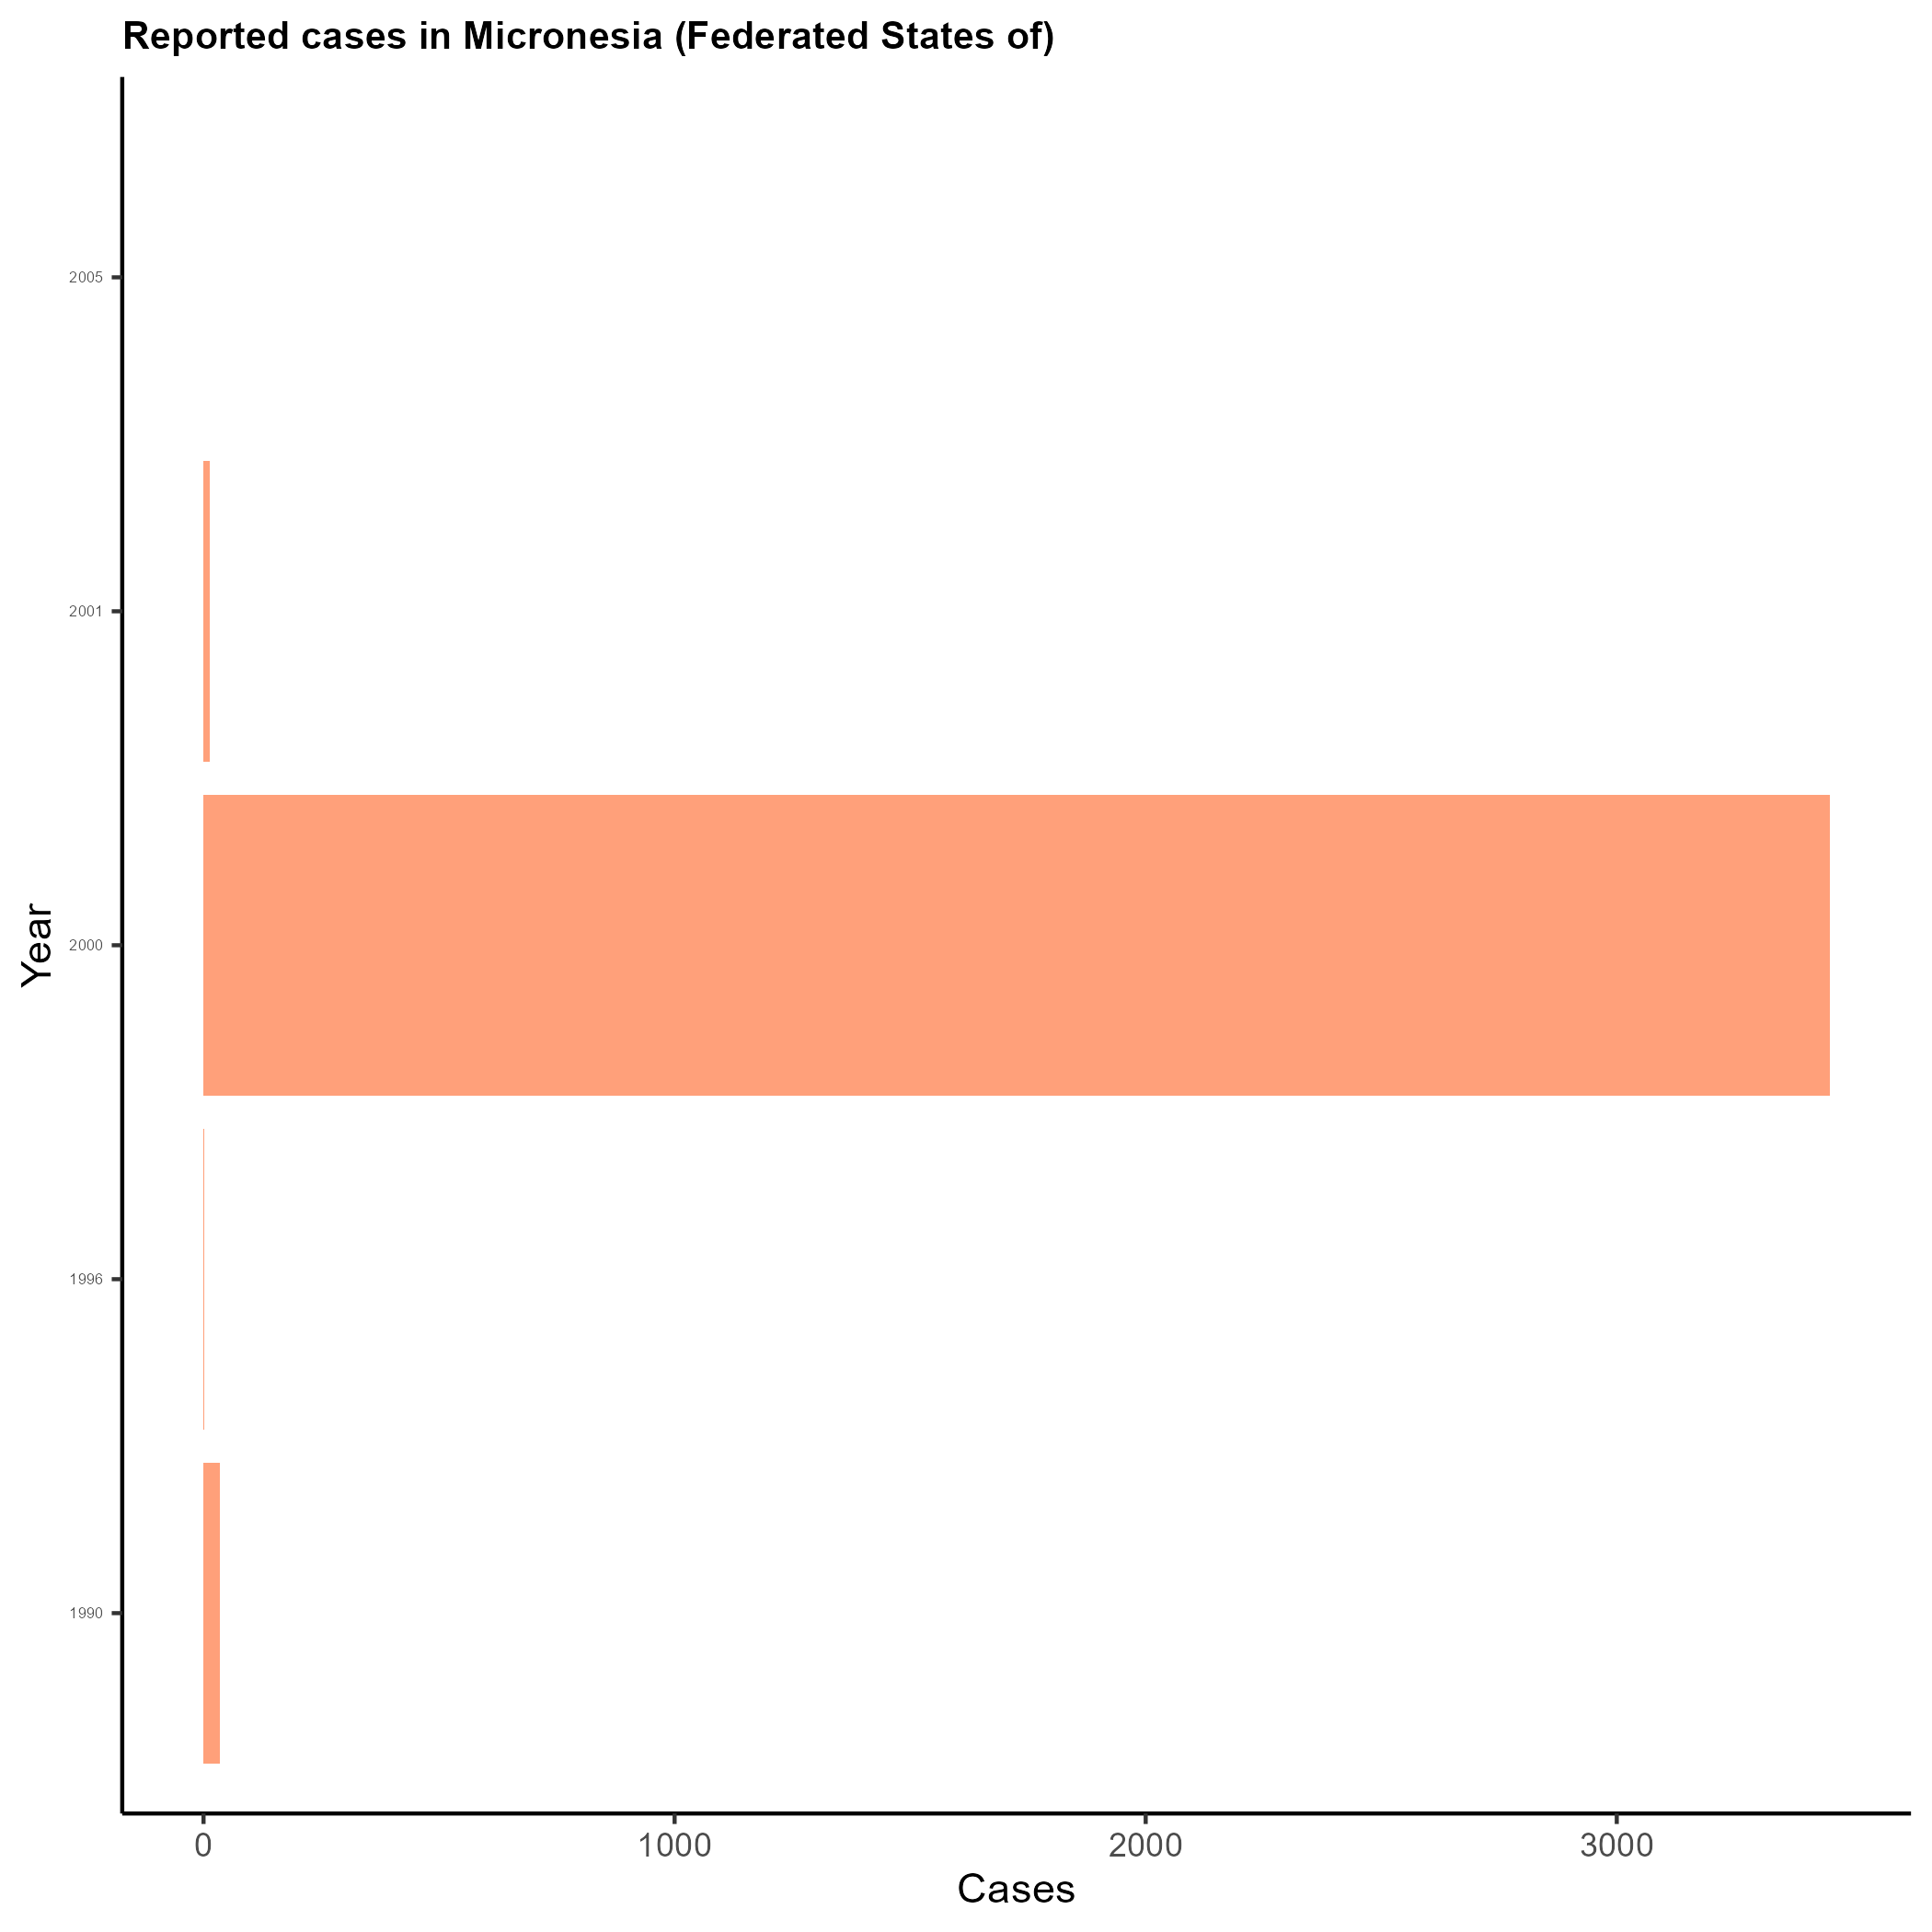 Reported cases in Micronesia (Federated States of)
2005
2001
2000
1996
1990
Year
0 1000 2000 3000
Cases